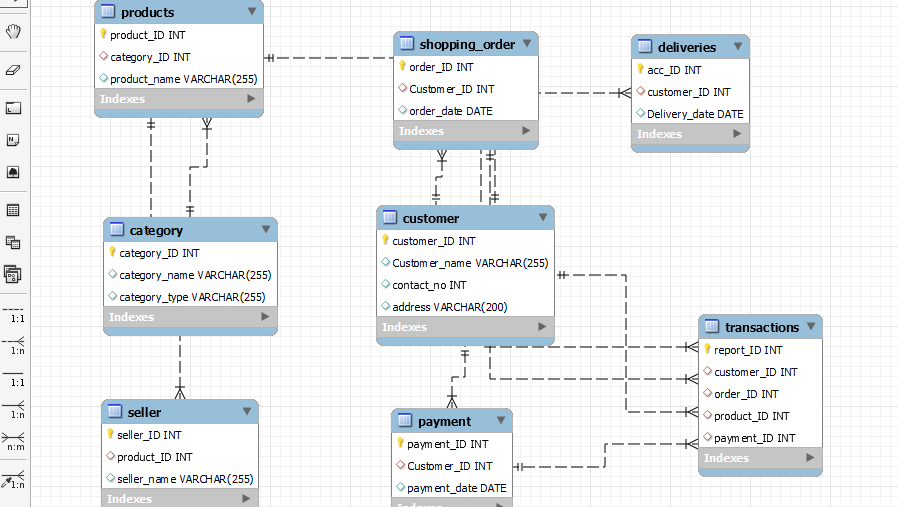 products
product_ID INT
category_ID INT
product_name VARCHAR(255)
Indexes
shopping_order
order_ID INT
Customer_ID INT
order_date DATE
Indexes
deliveries
acc_ID INT
customer_ID INT
Delivery_date DATE
Indexes
category
category_ID INT
category_name VARCHAR(255)
category_type VARCHAR(255)
Indexes
customer
customer_ID INT
Customer_name VARCHAR(255)
contact_no INT
address VARCHAR(200)
Indexes
transactions
report_ID INT
customer_ID INT
order_ID INT
product_ID INT
payment_ID INT
Indexes
seller
seller_ID INT
product_ID INT
seller_name VARCHAR(255)
Indexes
payment
payment_ID INT
Customer_ID INT
payment_date DATE
Indexes
1:1
1:n
1:1
1:n
n:m
1:n